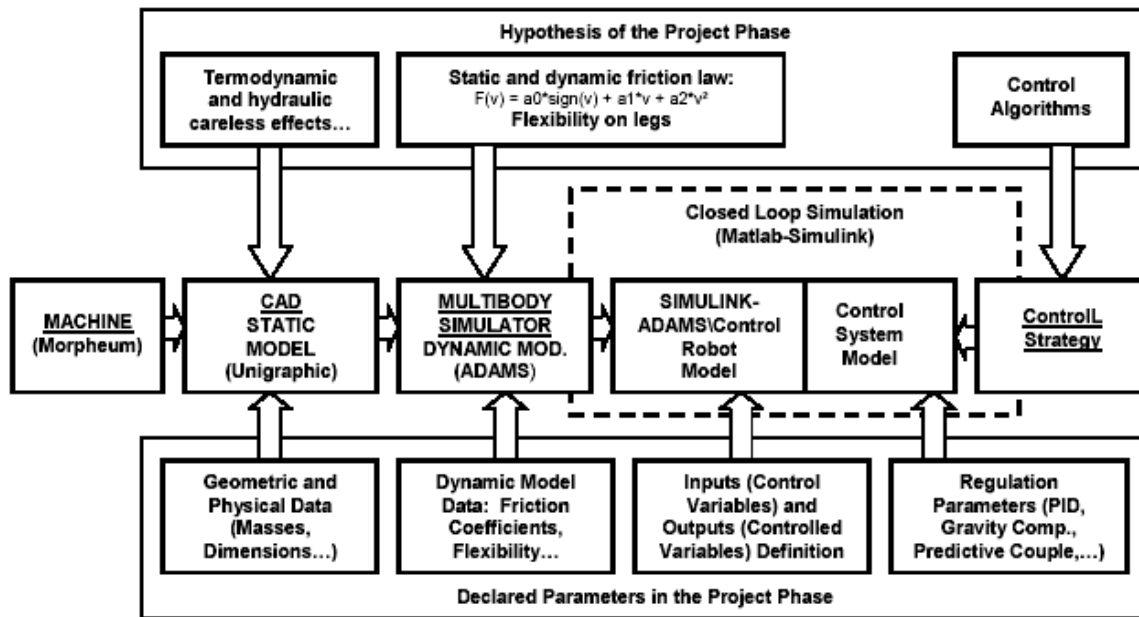 Hypothesis of the Project Phase
Termodynamic
and hydraulic
careless effects…
Static and dynamic friction law:
F(v) = a0*sign(v) + a1*v + a2*v²
Flexibility on legs
Control
Algorithms
Closed Loop Simulation
(Matlab-Simulink)
MACHINE
(Morpheum)
CAD
STATIC
MODEL
(Unigraphic)
MULTIBODY
SIMULATOR
DYNAMIC MOD.
(ADAMS)
SIMULINK-
ADAMS\Control
Robot
Model
Control
System
Model
ControlL
Strategy
Geometric and
Physical Data
(Masses,
Dimensions…)
Dynamic Model
Data: Friction
Coefficients,
Flexibility…
Inputs (Control
Variables) and
Outputs (Controlled
Variables) Definition
Regulation
Parameters (PID,
Gravity Comp.,
Predictive Couple,…)
Declared Parameters in the Project Phase